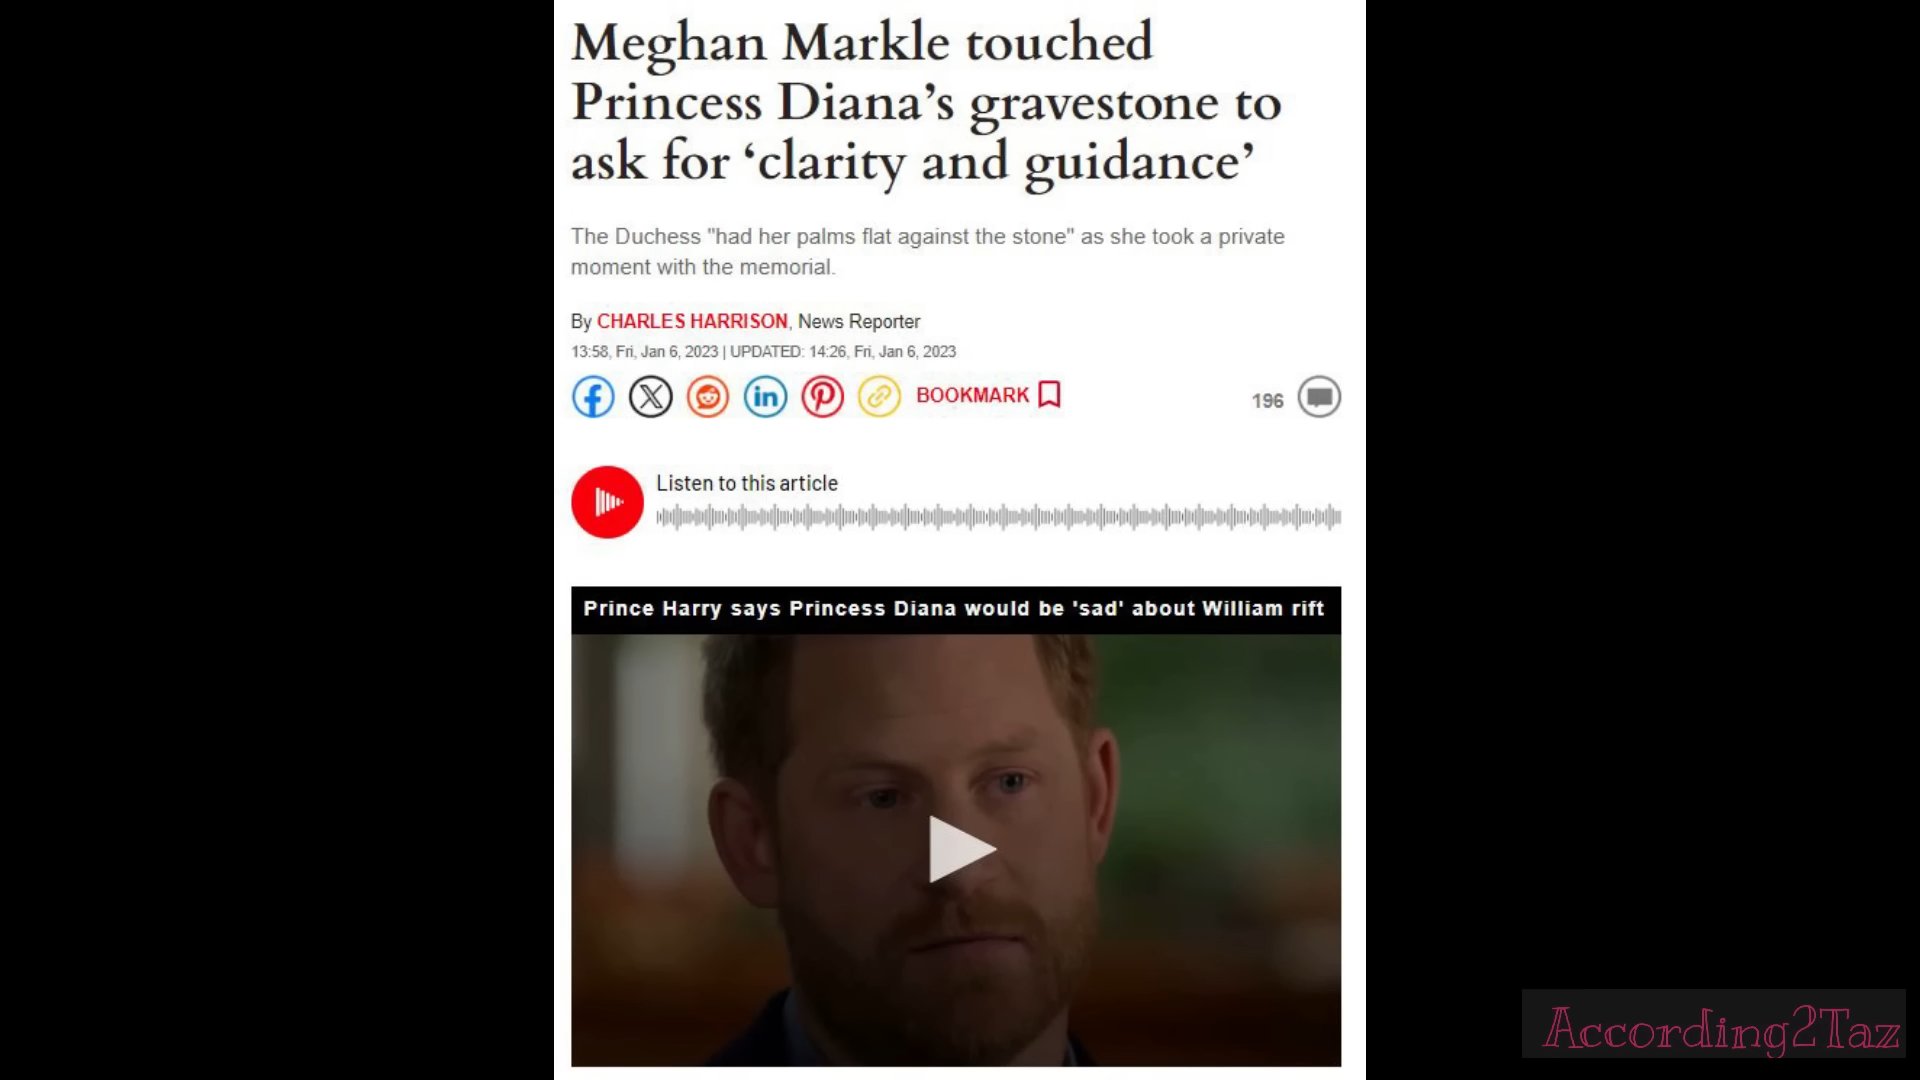 Meghan Markle touched
Princess Diana’s gravestone to
ask for ‘clarity and guidance’
The Duchess "had her palms flat against the stone" as she took a private
moment with the memorial.
By CHARLES HARRISON, News Reporter
13:58, Fri, Jan 6, 2023 | UPDATED: 14:26, Fri, Jan 6, 2023
BOOKMARK 196
Listen to this article
Prince Harry says Princess Diana would be 'sad' about William rift
According2Taz